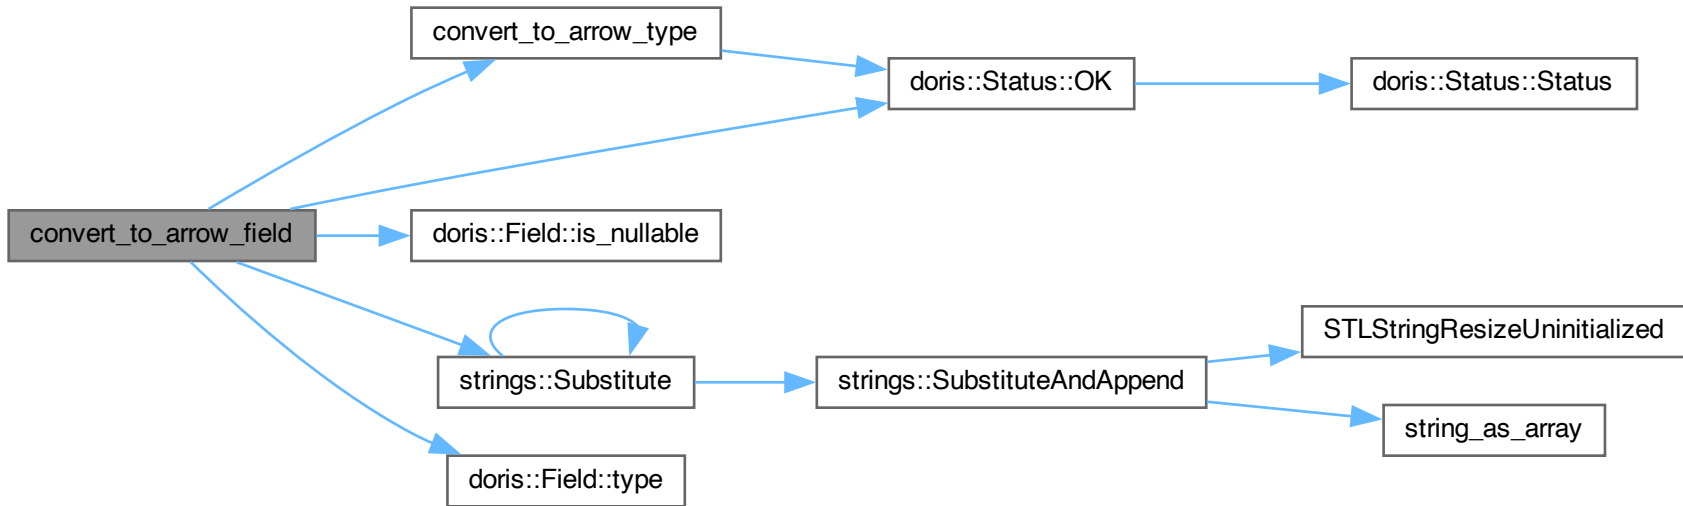 convert_to_arrow_type
doris::Status::OK
doris::Status::Status
convert_to_arrow_field
doris::Field::is_nullable
STLStringResizeUninitialized
strings::Substitute
strings::SubstituteAndAppend
string_as_array
doris::Field::type